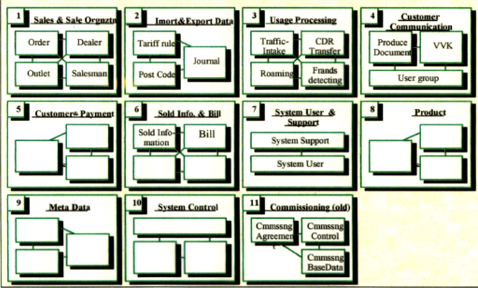 1 Sales & Sale Orgnztn
Order Dealer
Outlet Salesman
2 Imort&Export Data
Tariff rule
Journal
Post Code
3 Usage Processing
Traffic-
Intake
CDR
Transfer
Roaming
Frands
detecting
4 Customer
Communication
Produce
Document
VVK
User group
5 Customer+ Payment
6 Sold Info. & Bill
Sold Info-
mation
Bill
7 System User &
Support
System Support
System User
8 Product
9 Meta Data
10 System Control
11 Commissioning (old)
Cmmssng
Agreement
Cmmssng
Control
Cmmssng
BaseData